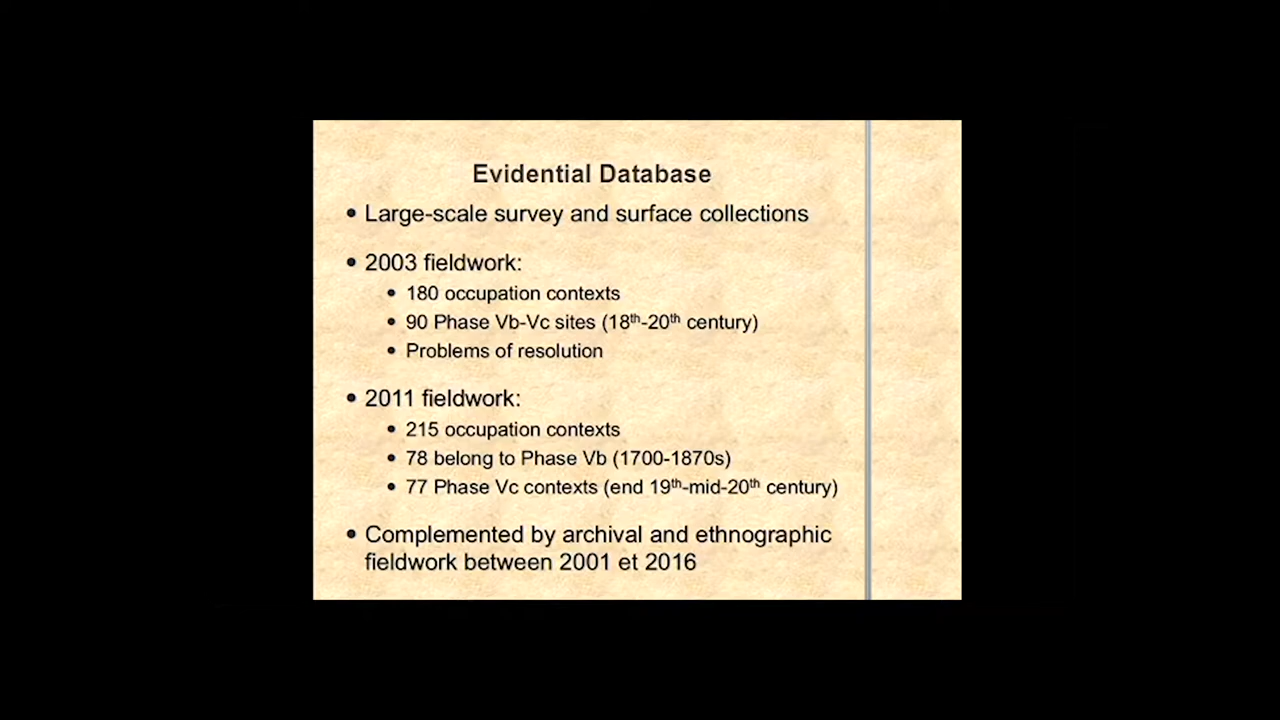 Evidential Database
• Large-scale survey and surface collections
• 2003 fieldwork:
• 180 occupation contexts
• 90 Phase Vb-Vc sites (18th-20th century)
• Problems of resolution
• 2011 fieldwork:
• 215 occupation contexts
• 78 belong to Phase Vb (1700-1870s)
• 77 Phase Vc contexts (end 19th-mid-20th century)
• Complemented by archival and ethnographic
fieldwork between 2001 et 2016